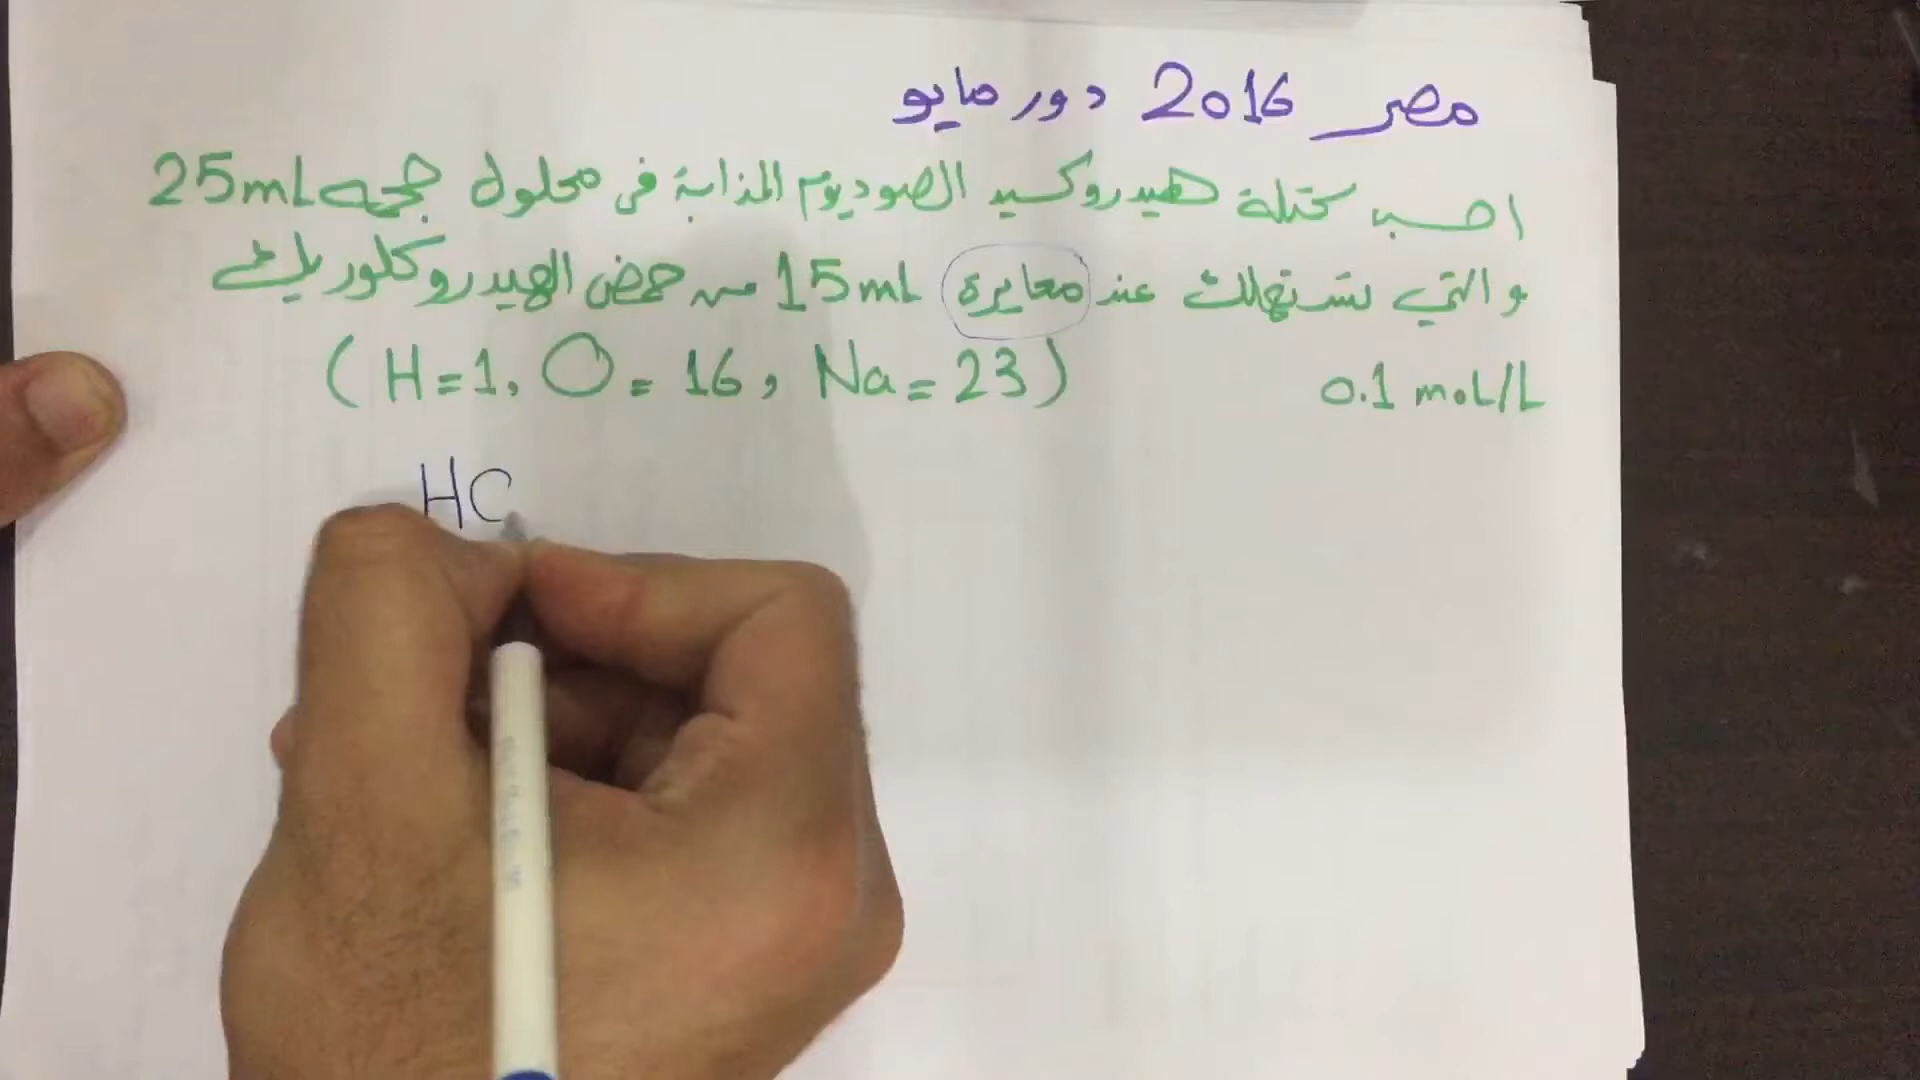 مصر 2016 دور مايو
احسب كتلة هيدروكسيد الصوديوم المذابة فى محلول حجمه 25mL
والتي تستهلك عند معايرة 15mL من حمض الهيدروكلوريك
0.1 moL/L (H=1, O=16, Na=23)
HC